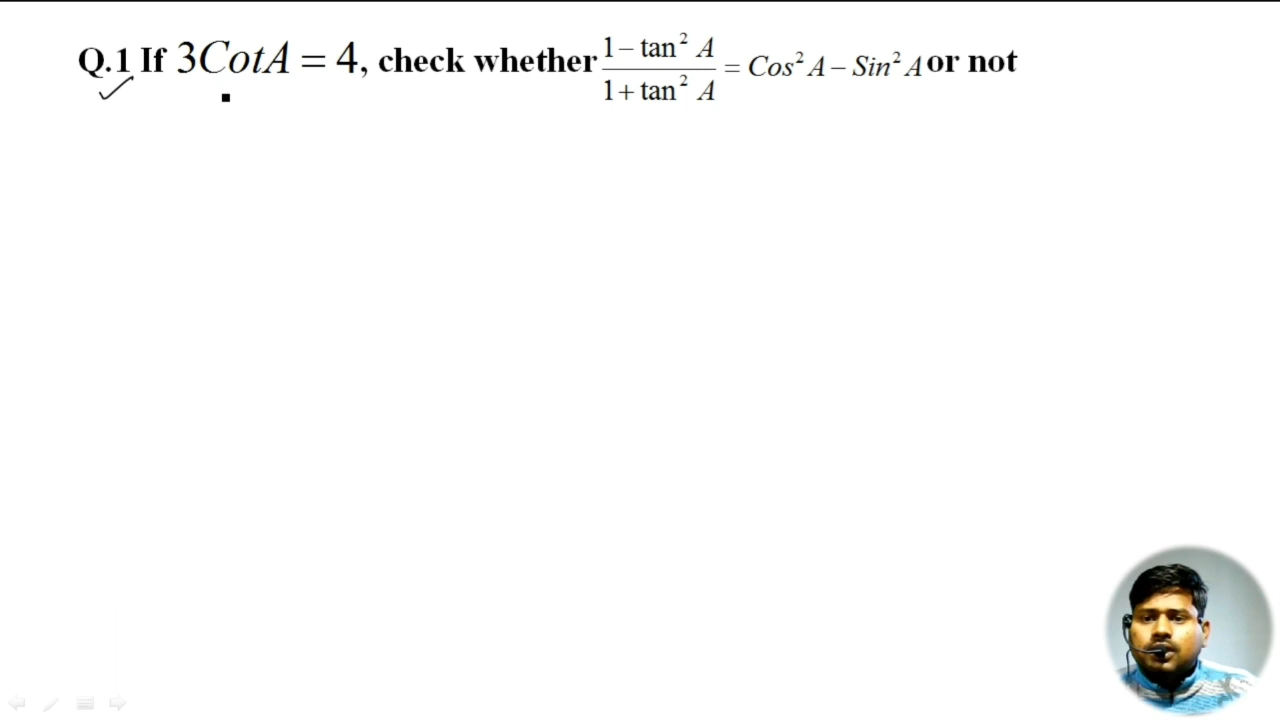 Q.1 If 3CotA = 4, check whether (1 − tan² A)/(1 + tan² A) = Cos² A − Sin² A or not